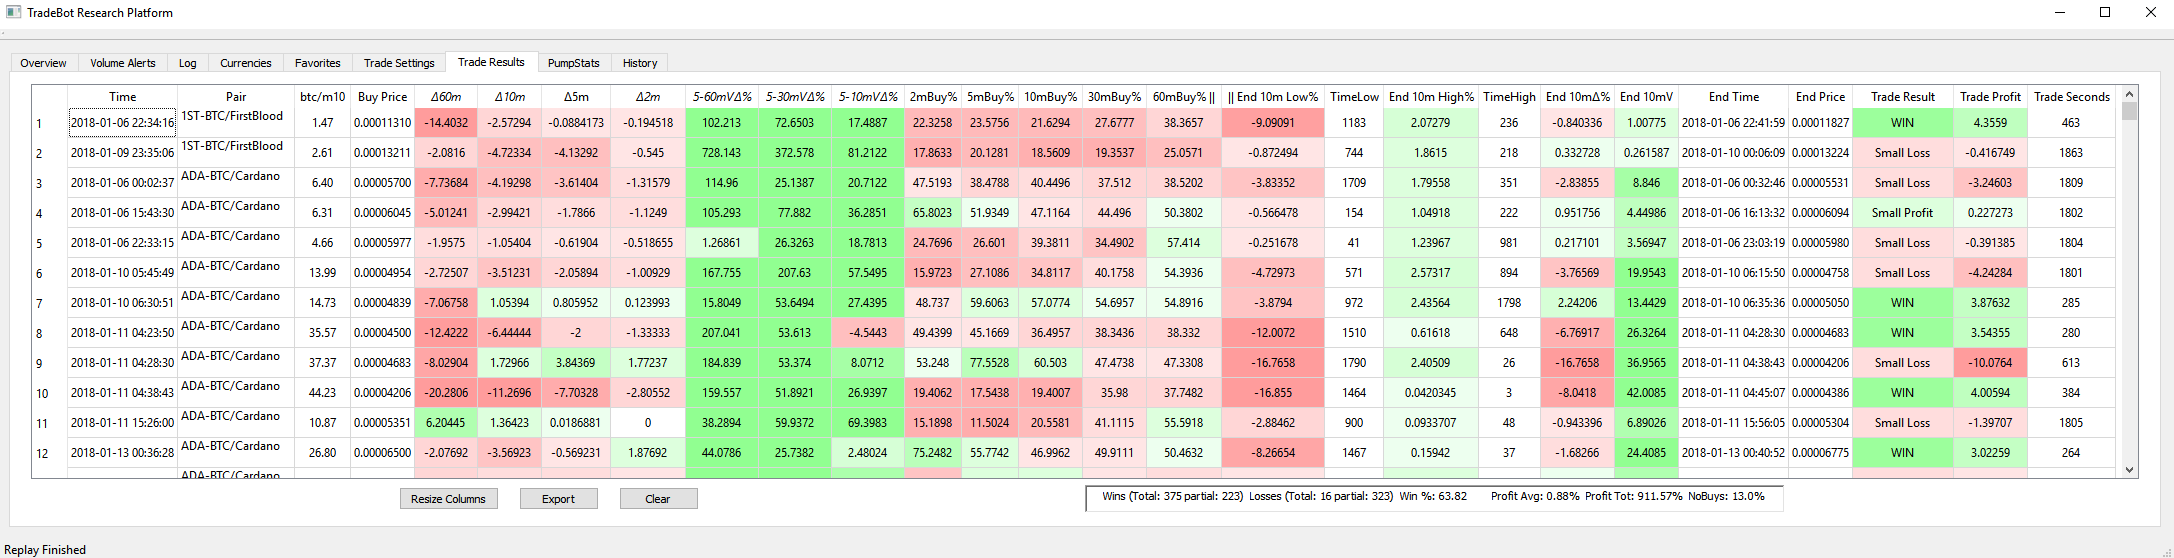 TradeBot Research Platform
Overview Volume Alerts Log Currencies Favorites Trade Settings Trade Results PumpStats History
Time Pair btc/m10 Buy Price Δ60m Δ10m Δ5m Δ2m 5-60mVΔ% 5-30mVΔ% 5-10mVΔ% 2mBuy% 5mBuy% 10mBuy% 30mBuy% 60mBuy% || || End 10m Low% TimeLow End 10m High% TimeHigh End 10mΔ% End 10mV End Time End Price Trade Result Trade Profit Trade Seconds
1 2018-01-06 22:34:16 1ST-BTC/FirstBlood 1.47 0.00011310 -14.4032 -2.57294 -0.0884173 -0.194518 102.213 72.6503 17.4887 22.3258 23.5756 21.6294 27.6777 38.3657 -9.09091 1183 2.07279 236 -0.840336 1.00775 2018-01-06 22:41:59 0.00011827 WIN 4.3559 463
2 2018-01-09 23:35:06 1ST-BTC/FirstBlood 2.61 0.00013211 -2.0816 -4.72334 -4.13292 -0.545 728.143 372.578 81.2122 17.8633 20.1281 18.5609 19.3537 25.0571 -0.872494 744 1.8615 218 0.332728 0.261587 2018-01-10 00:06:09 0.00013224 Small Loss -0.416749 1863
3 2018-01-06 00:02:37 ADA-BTC/Cardano 6.40 0.00005700 -7.73684 -4.19298 -3.61404 -1.31579 114.96 25.1387 20.7122 47.5193 38.4788 40.4496 37.512 38.5202 -3.83352 1709 1.79558 351 -2.83855 8.846 2018-01-06 00:32:46 0.00005531 Small Loss -3.24603 1809
4 2018-01-06 15:43:30 ADA-BTC/Cardano 6.31 0.00006045 -5.01241 -2.99421 -1.7866 -1.1249 105.293 77.882 36.2851 65.8023 51.9349 47.1164 44.496 50.3802 -0.566478 154 1.04918 222 0.951756 4.44986 2018-01-06 16:13:32 0.00006094 Small Profit 0.227273 1802
5 2018-01-06 22:33:15 ADA-BTC/Cardano 4.66 0.00005977 -1.9575 -1.05404 -0.61904 -0.518655 1.26861 26.3263 18.7813 24.7696 26.601 39.3811 34.4902 57.414 -0.251678 41 1.23967 981 0.217101 3.56947 2018-01-06 23:03:19 0.00005980 Small Loss -0.391385 1804
6 2018-01-10 05:45:49 ADA-BTC/Cardano 13.99 0.00004954 -2.72507 -3.51231 -2.05894 -1.00929 167.755 207.63 57.5495 15.9723 27.1086 34.8117 40.1758 54.3936 -4.72973 571 2.57317 894 -3.76569 19.9543 2018-01-10 06:15:50 0.00004758 Small Loss -4.24284 1801
7 2018-01-10 06:30:51 ADA-BTC/Cardano 14.73 0.00004839 -7.06758 1.05394 0.805952 0.123993 15.8049 53.6494 27.4395 48.737 59.6063 57.0774 54.6957 54.8916 -3.8794 972 2.43564 1798 2.24206 13.4429 2018-01-10 06:35:36 0.00005050 WIN 3.87632 285
8 2018-01-11 04:23:50 ADA-BTC/Cardano 35.57 0.00004500 -12.4222 -6.44444 -2 -1.33333 207.041 53.613 -4.5443 49.4399 45.1669 36.4957 38.3436 38.332 -12.0072 1510 0.61618 648 -6.76917 26.3264 2018-01-11 04:28:30 0.00004683 WIN 3.54355 280
9 2018-01-11 04:28:30 ADA-BTC/Cardano 37.37 0.00004683 -8.02904 1.72966 3.84369 1.77237 184.839 53.374 8.0712 53.248 77.5528 60.503 47.4738 47.3308 -16.7658 1790 2.40509 26 -16.7658 36.9565 2018-01-11 04:38:43 0.00004206 Small Loss -10.0764 613
10 2018-01-11 04:38:43 ADA-BTC/Cardano 44.23 0.00004206 -20.2806 -11.2696 -7.70328 -2.80552 159.557 51.8921 26.9397 19.4062 17.5438 19.4007 35.98 37.7482 -16.855 1464 0.0420345 3 -8.0418 42.0085 2018-01-11 04:45:07 0.00004386 WIN 4.00594 384
11 2018-01-11 15:26:00 ADA-BTC/Cardano 10.87 0.00005351 6.20445 1.36423 0.0186881 0 38.2894 59.9372 69.3983 15.1898 11.5024 20.5581 41.1115 55.5918 -2.88462 900 0.0933707 48 -0.943396 6.89026 2018-01-11 15:56:05 0.00005304 Small Loss -1.39707 1805
12 2018-01-13 00:36:28 ADA-BTC/Cardano 26.80 0.00006500 -2.07692 -3.56923 -0.569231 1.87692 44.0786 25.7382 2.48024 75.2482 55.7742 46.9962 49.9111 50.4632 -8.26654 1467 0.15942 37 -1.68266 24.4085 2018-01-13 00:40:52 0.00006775 WIN 3.02259 264
ADA-BTC/Cardano
Resize Columns Export Clear Wins (Total: 375 partial: 223) Losses (Total: 16 partial: 323) Win %: 63.82 Profit Avg: 0.88% Profit Tot: 911.57% NoBuys: 13.0%
Replay Finished